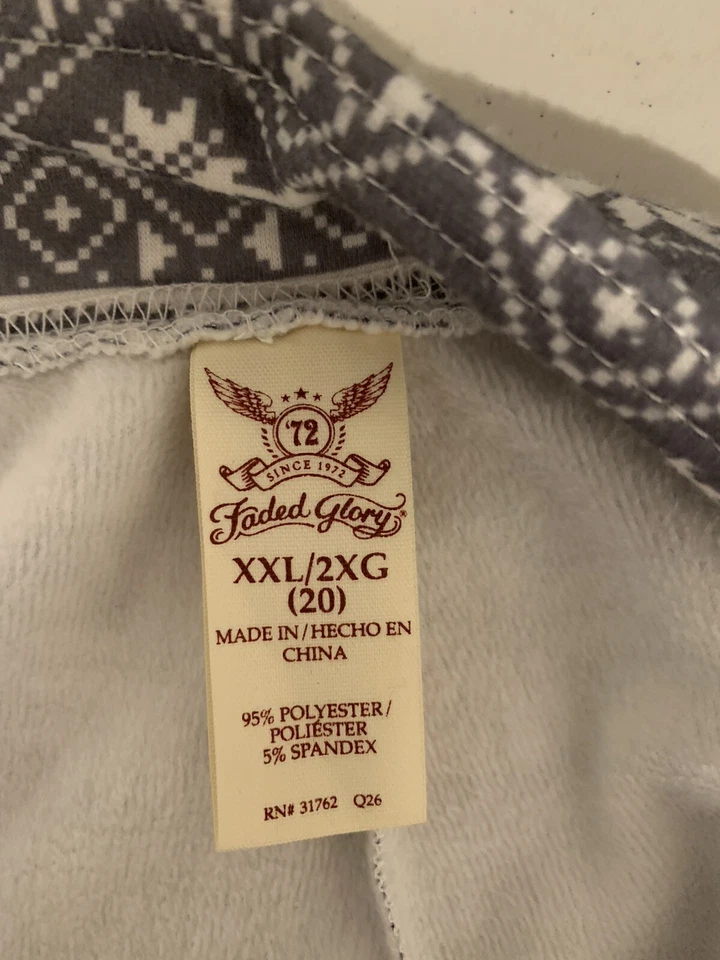 '72
SINCE 1972
Faded Glory®
XXL/2XG
(20)
MADE IN/HECHO EN
CHINA
95% POLYESTER/
POLIÉSTER
5% SPANDEX
RN# 31762 Q26